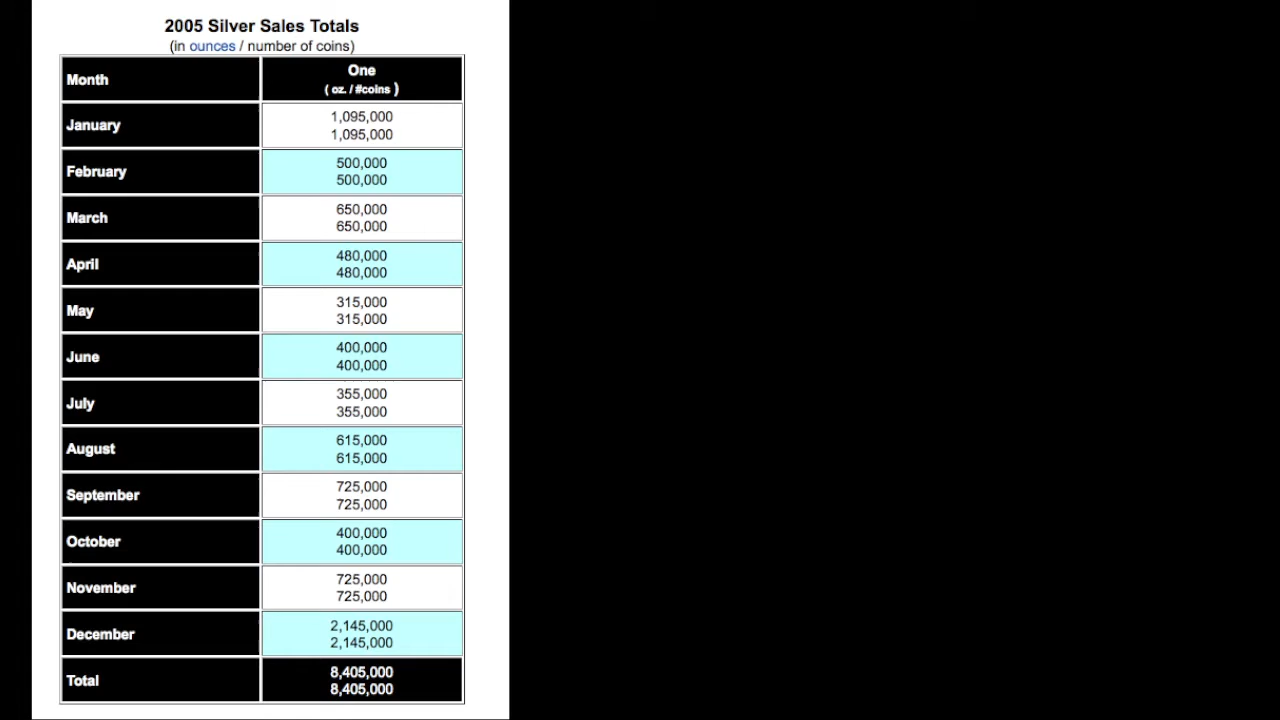 2005 Silver Sales Totals
(in ounces / number of coins)
Month
One
( oz. / #coins )
January
1,095,000
1,095,000
February
500,000
500,000
March
650,000
650,000
April
480,000
480,000
May
315,000
315,000
June
400,000
400,000
July
355,000
355,000
August
615,000
615,000
September
725,000
725,000
October
400,000
400,000
November
725,000
725,000
December
2,145,000
2,145,000
Total
8,405,000
8,405,000